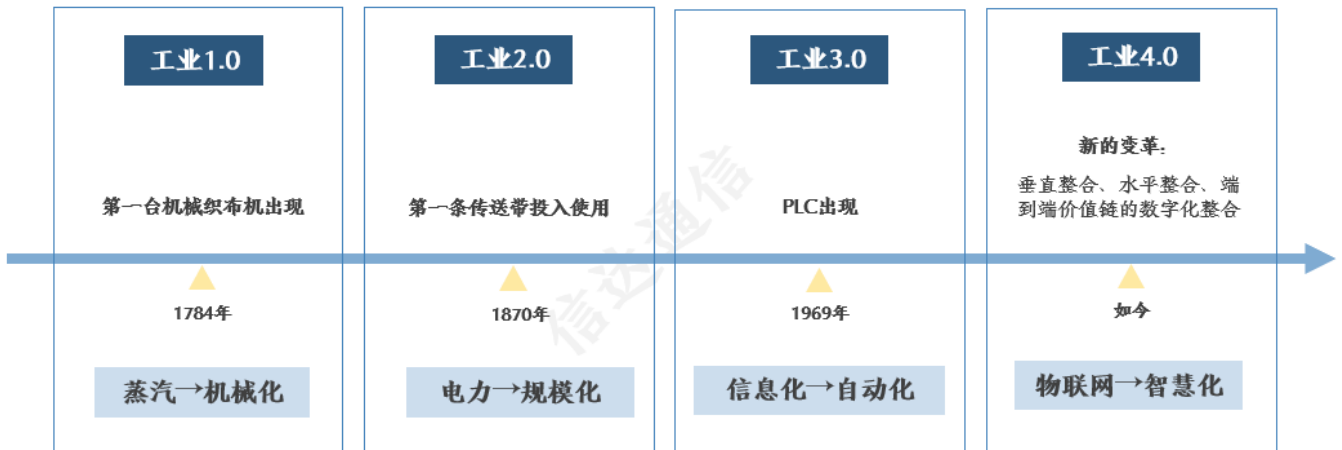 工业1.0
第一台机械织布机出现
1784年
蒸汽→机械化
工业2.0
第一条传送带投入使用
1870年
电力→规模化
工业3.0
PLC出现
1969年
信息化→自动化
工业4.0
新的变革:
垂直整合、水平整合、端
到端价值链的数字化整合
如今
物联网→智慧化
信达通信